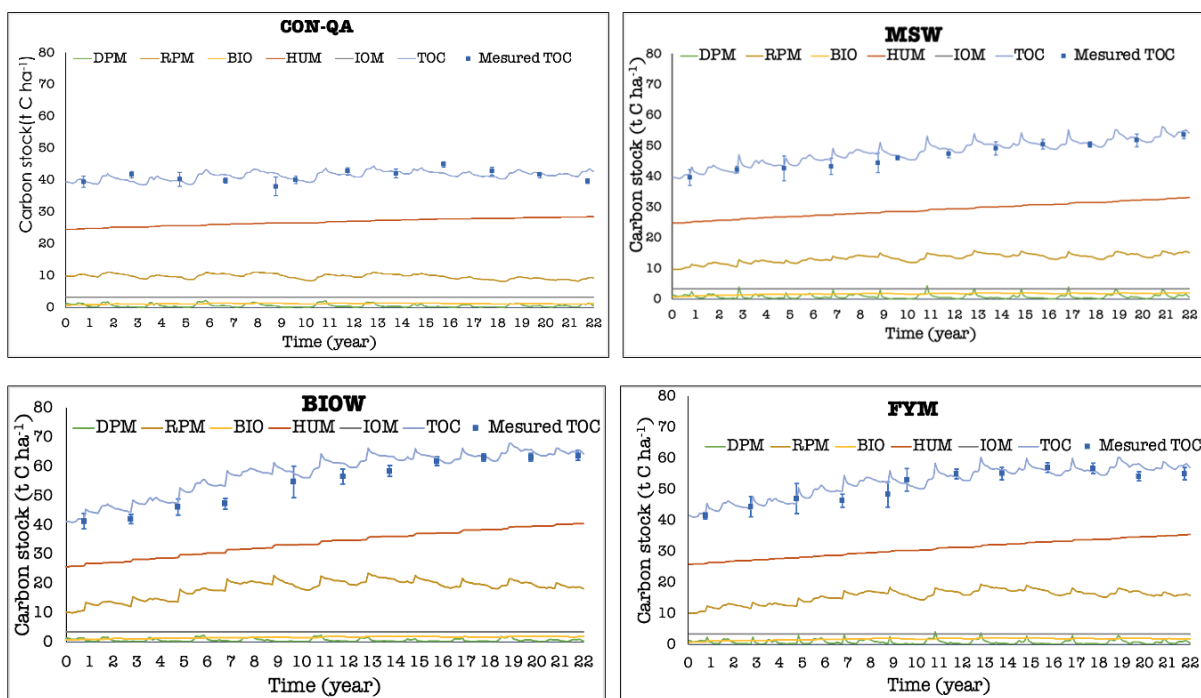 CON-QA
80
DPM RPM BIO HUM IOM TOC Mesured TOC
70
60
50
40
30
20
10
0
Carbon stock(t C ha-1)
0 1 2 3 4 5 6 7 8 9 10 11 12 13 14 15 16 17 18 19 20 21 22
Time (year)
MSW
80
DPM RPM BIO HUM IOM TOC Mesured TOC
70
60
50
40
30
20
10
0
Carbon stock (t C ha-1)
0 1 2 3 4 5 6 7 8 9 10 11 12 13 14 15 16 17 18 19 20 21 22
Time (year)
BIOW
80
DPM RPM BIO HUM IOM TOC Mesured TOC
70
60
50
40
30
20
10
0
Carbon stock (t C ha-1)
0 1 2 3 4 5 6 7 8 9 10 11 12 13 14 15 16 17 18 19 20 21 22
Time (year)
FYM
80
DPM RPM BIO HUM IOM TOC Mesured TOC
70
60
50
40
30
20
10
0
Carbon stock (t C ha-1)
0 1 2 3 4 5 6 7 8 9 10 11 12 13 14 15 16 17 18 19 20 21 22
Time (year)